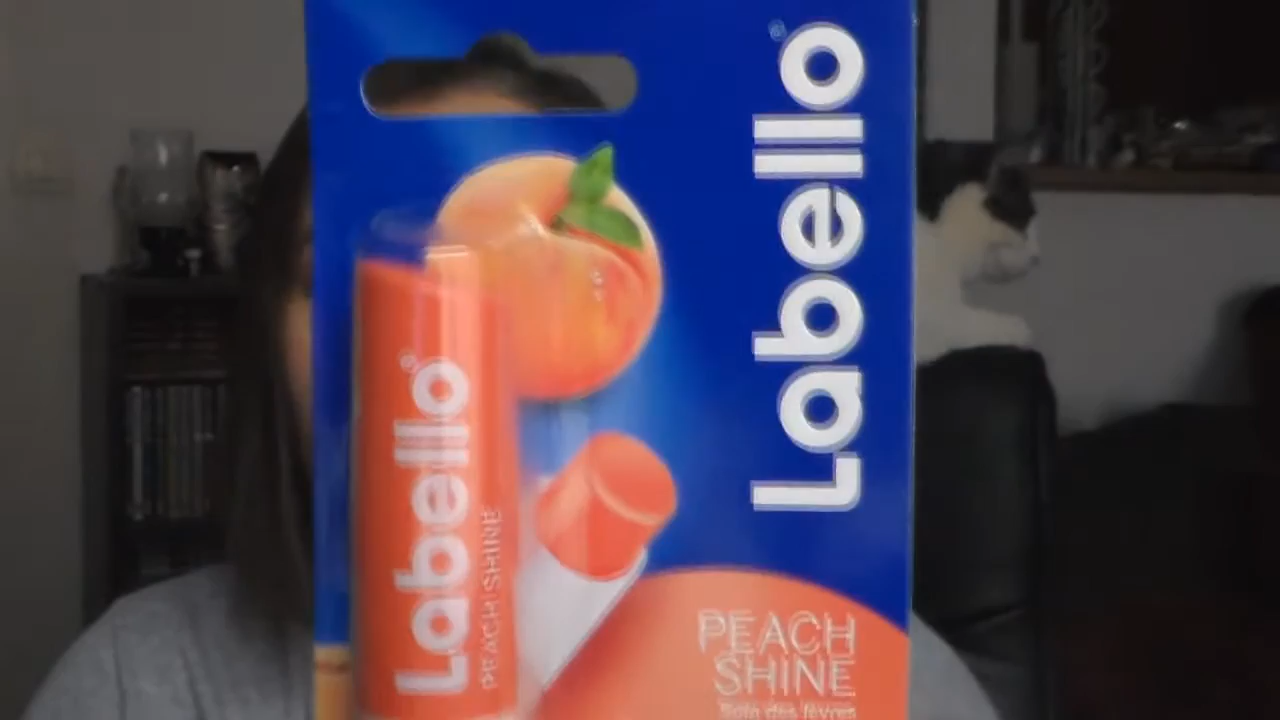 Labello®
Labello®
PEACH SHINE
PEACH
SHINE
Soin des lèvres